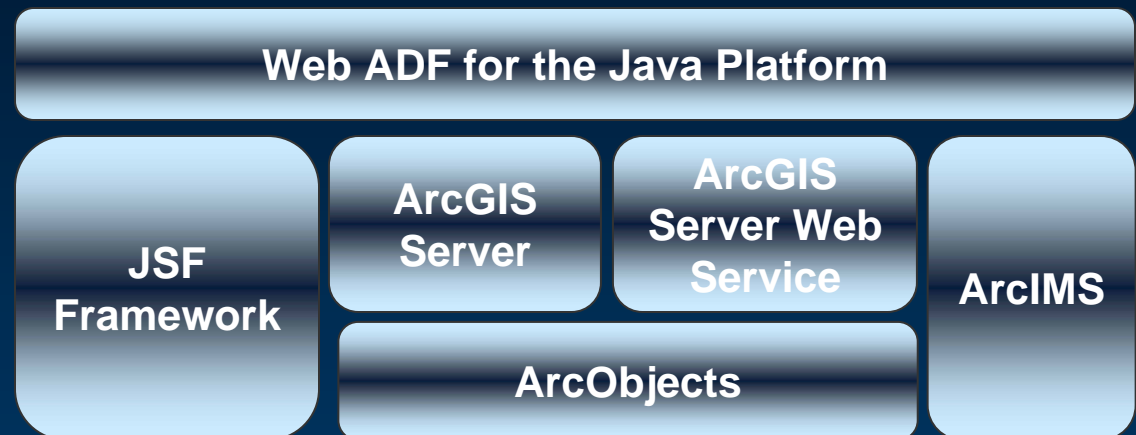 Web ADF for the Java Platform
JSF
Framework
ArcGIS
Server
ArcGIS
Server Web
Service
ArcIMS
ArcObjects